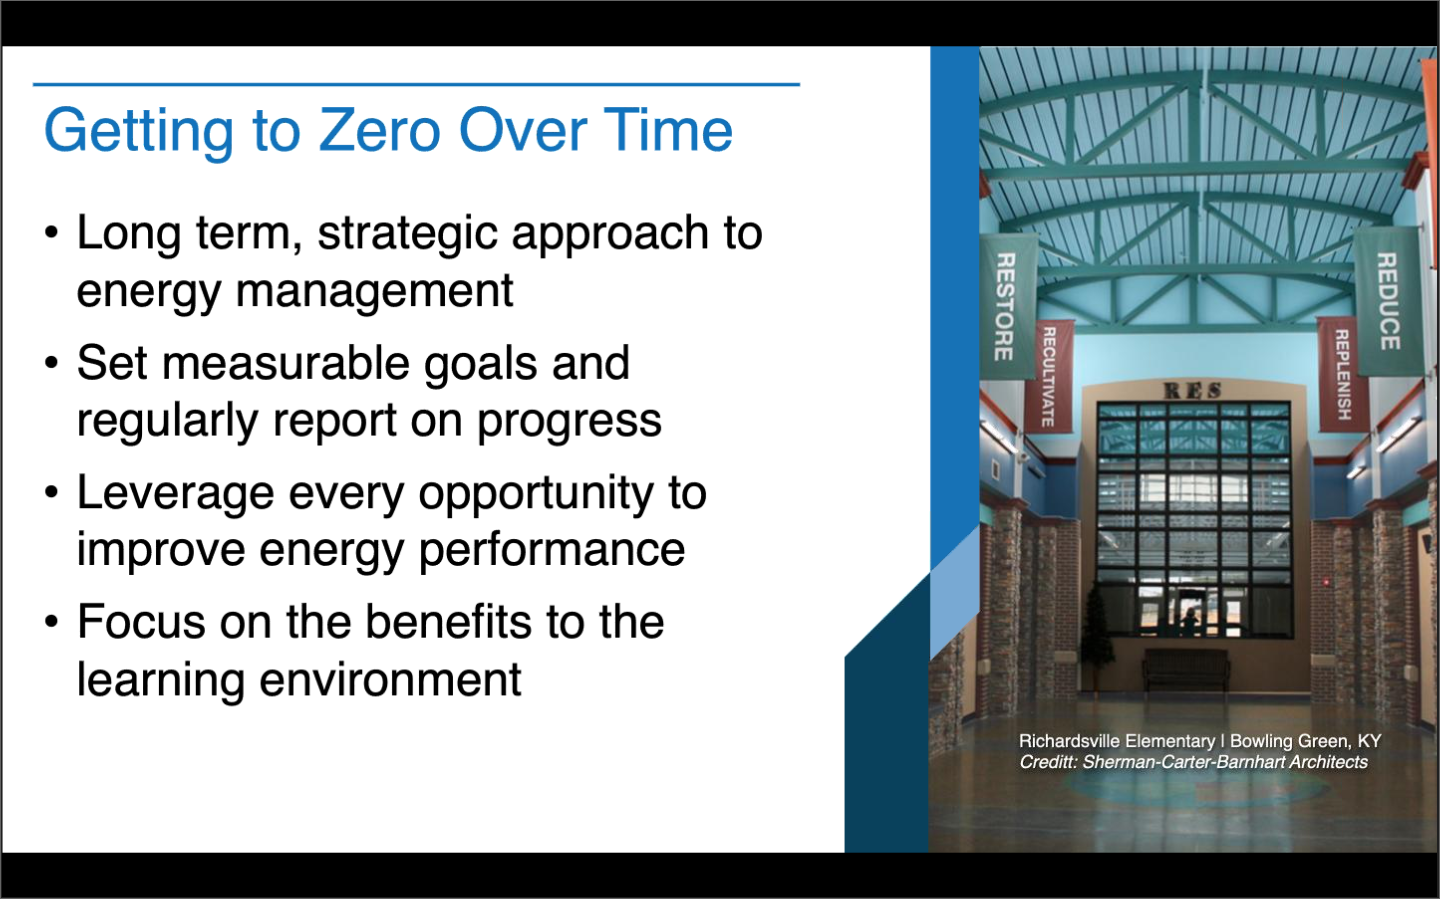 Getting to Zero Over Time
• Long term, strategic approach to
energy management
• Set measurable goals and
regularly report on progress
• Leverage every opportunity to
improve energy performance
• Focus on the benefits to the
learning environment
RESTORE
RECULTIVATE
REPLENISH
REDUCE
RES
Richardsville Elementary | Bowling Green, KY
Creditt: Sherman-Carter-Barnhart Architects